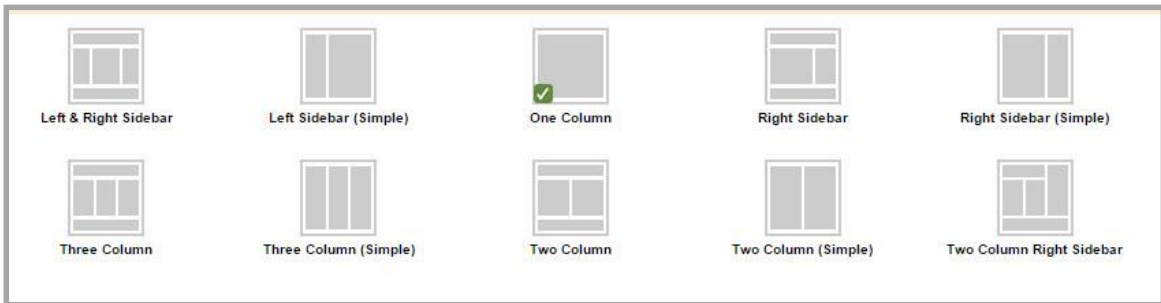 Left & Right Sidebar
Left Sidebar (Simple)
One Column
Right Sidebar
Right Sidebar (Simple)
Three Column
Three Column (Simple)
Two Column
Two Column (Simple)
Two Column Right Sidebar